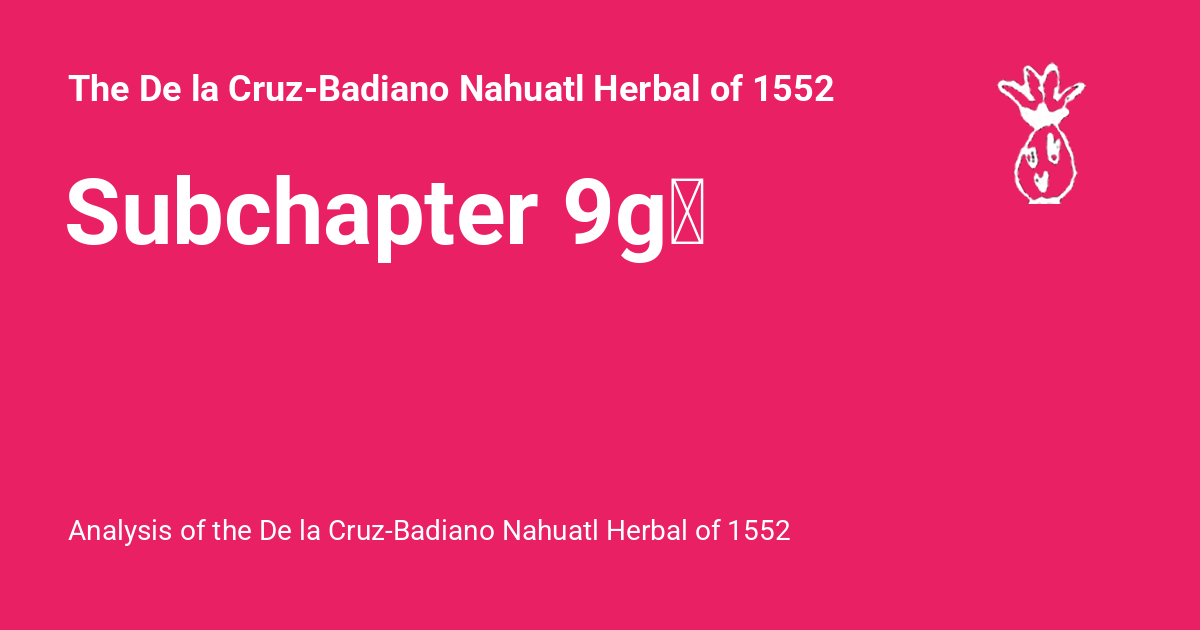 The De la Cruz-Badiano Nahuatl Herbal of 1552
Subchapter 9g
Analysis of the De la Cruz-Badiano Nahuatl Herbal of 1552